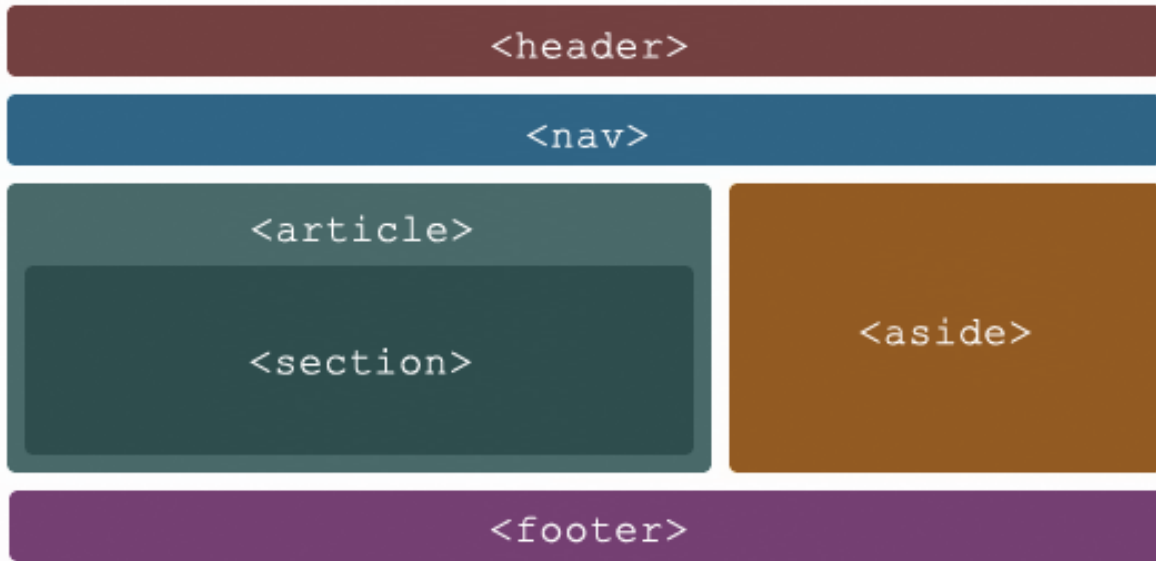 <header>
<nav>
<article>
<section>
<aside>
<footer>